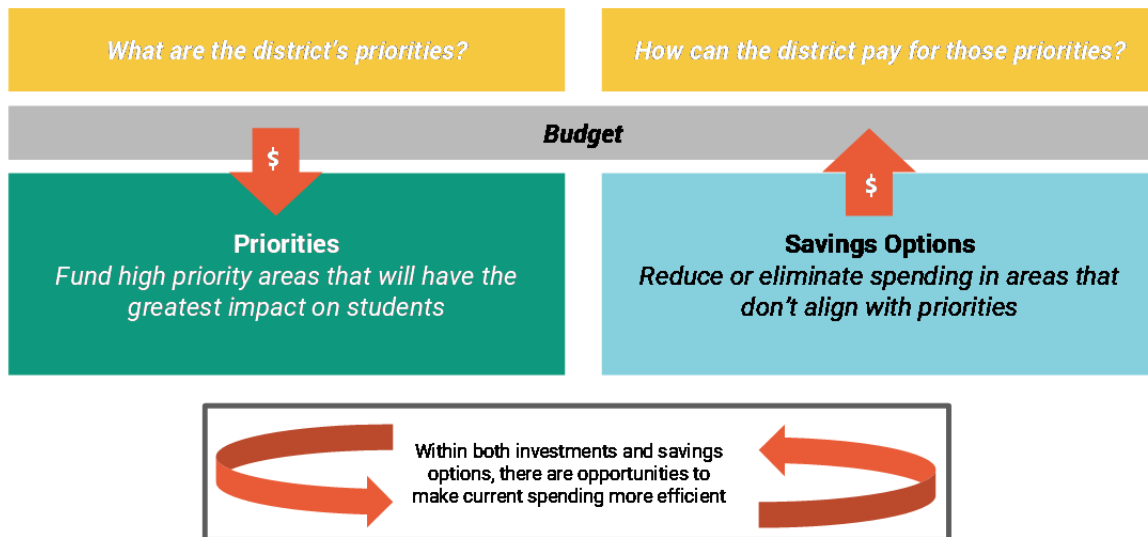 What are the district's priorities?
How can the district pay for those priorities?
Budget
$
$
Priorities
Fund high priority areas that will have the
greatest impact on students
Savings Options
Reduce or eliminate spending in areas that
don't align with priorities
Within both investments and savings
options, there are opportunities to
make current spending more efficient